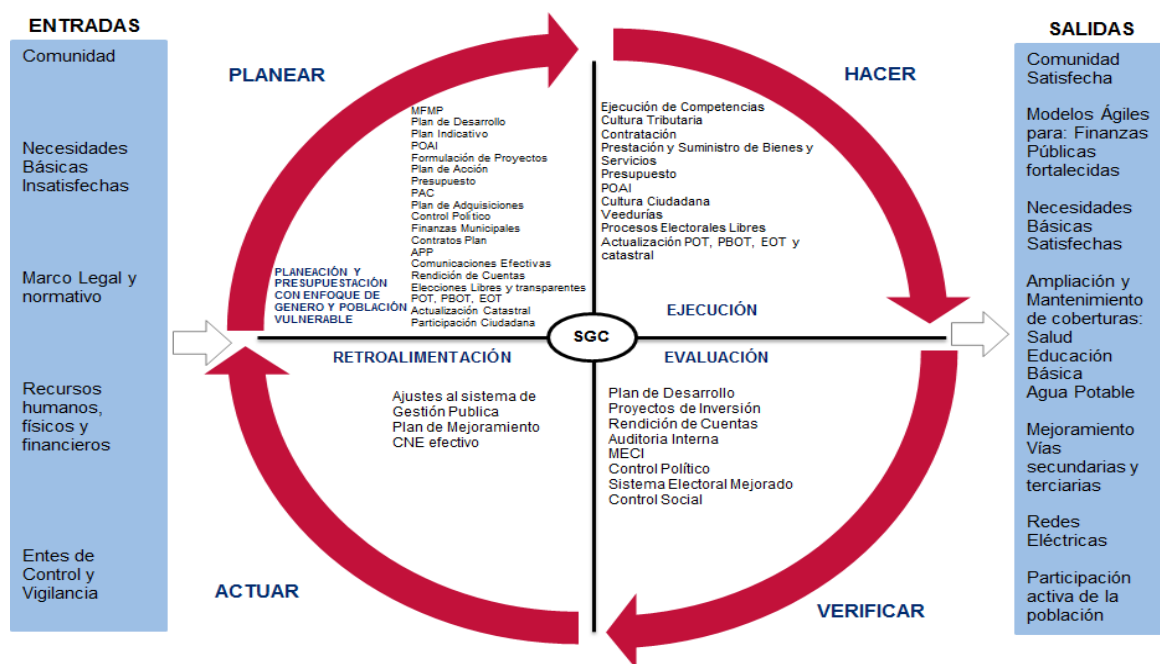 ENTRADAS
Comunidad
Necesidades
Básicas
Insatisfechas
Marco Legal y
normativo
Recursos
humanos,
físicos y
financieros
Entes de
Control y
Vigilancia
PLANEAR
MFMP
Plan de Desarrollo
Plan Indicativo
POAI
Formulación de Proyectos
Plan de Acción
Presupuesto
PAC
Plan de Adquisiciones
Control Político
Finanzas Municipales
Contratos Plan
APP
Comunicaciones Efectivas
Rendición de Cuentas
Elecciones Libres y transparentes
POT, PBOT, EOT
Actualización Catastral
Participación Ciudadana
PLANEACIÓN Y
PRESUPUESTACIÓN
CON ENFOQUE DE
GENERO Y POBLACIÓN
VULNERABLE
HACER
Ejecución de Competencias
Cultura Tributaria
Contratación
Prestación y Suministro de Bienes y
Servicios
Presupuesto
POAI
Cultura Ciudadana
Veedurías
Procesos Electorales Libres
Actualización POT, PBOT, EOT y
catastral
EJECUCIÓN
SGC
RETROALIMENTACIÓN
Ajustes al sistema de
Gestión Publica
Plan de Mejoramiento
CNE efectivo
ACTUAR
EVALUACIÓN
Plan de Desarrollo
Proyectos de Inversión
Rendición de Cuentas
Auditoria Interna
MECI
Control Político
Sistema Electoral Mejorado
Control Social
VERIFICAR
SALIDAS
Comunidad
Satisfecha
Modelos Ágiles
para: Finanzas
Públicas
fortalecidas
Necesidades
Básicas
Satisfechas
Ampliación y
Mantenimiento
de coberturas:
Salud
Educación
Básica
Agua Potable
Mejoramiento
Vías
secundarias y
terciarias
Redes
Eléctricas
Participación
activa de la
población